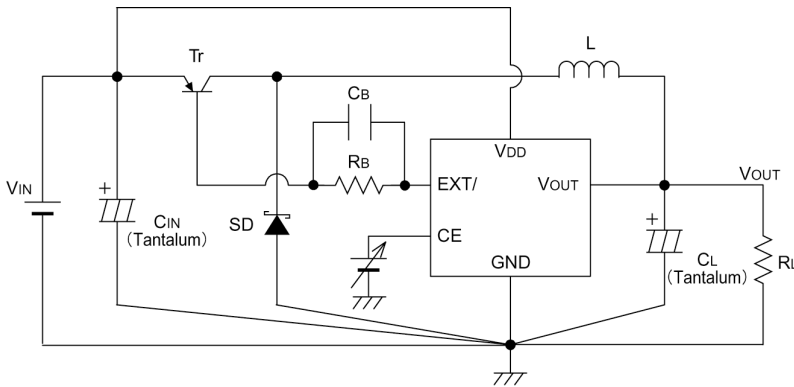 Tr
L
CB
RB
VDD
EXT/
VOUT
VOUT
VIN
+
CIN
(Tantalum)
SD
CE
GND
+
CL
(Tantalum)
RL